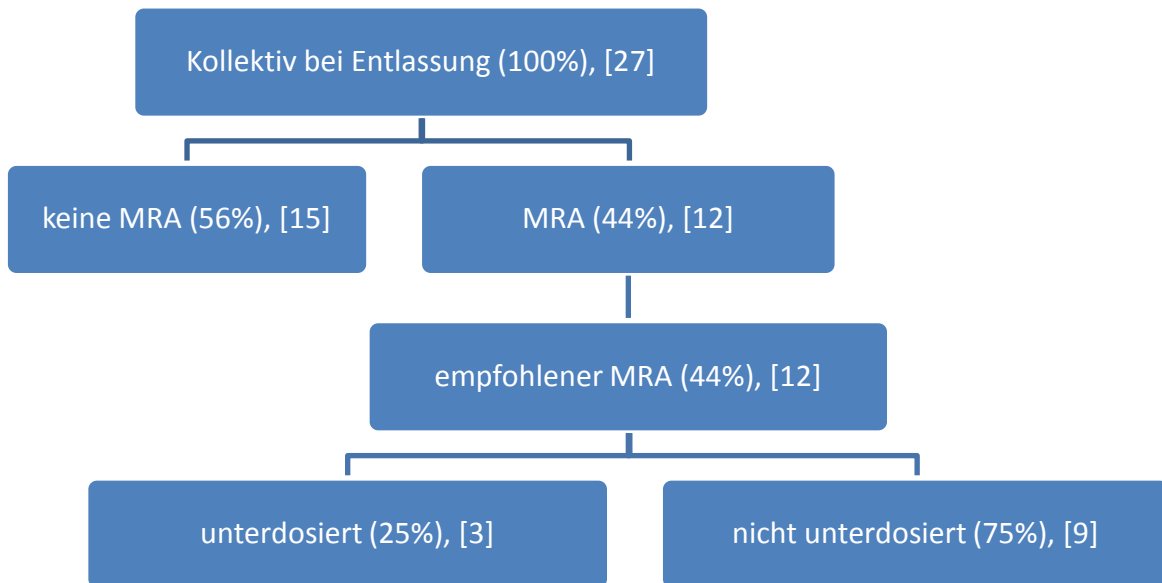 Kollektiv bei Entlassung (100%), [27]
keine MRA (56%), [15]
MRA (44%), [12]
empfohlener MRA (44%), [12]
unterdosiert (25%), [3]
nicht unterdosiert (75%), [9]